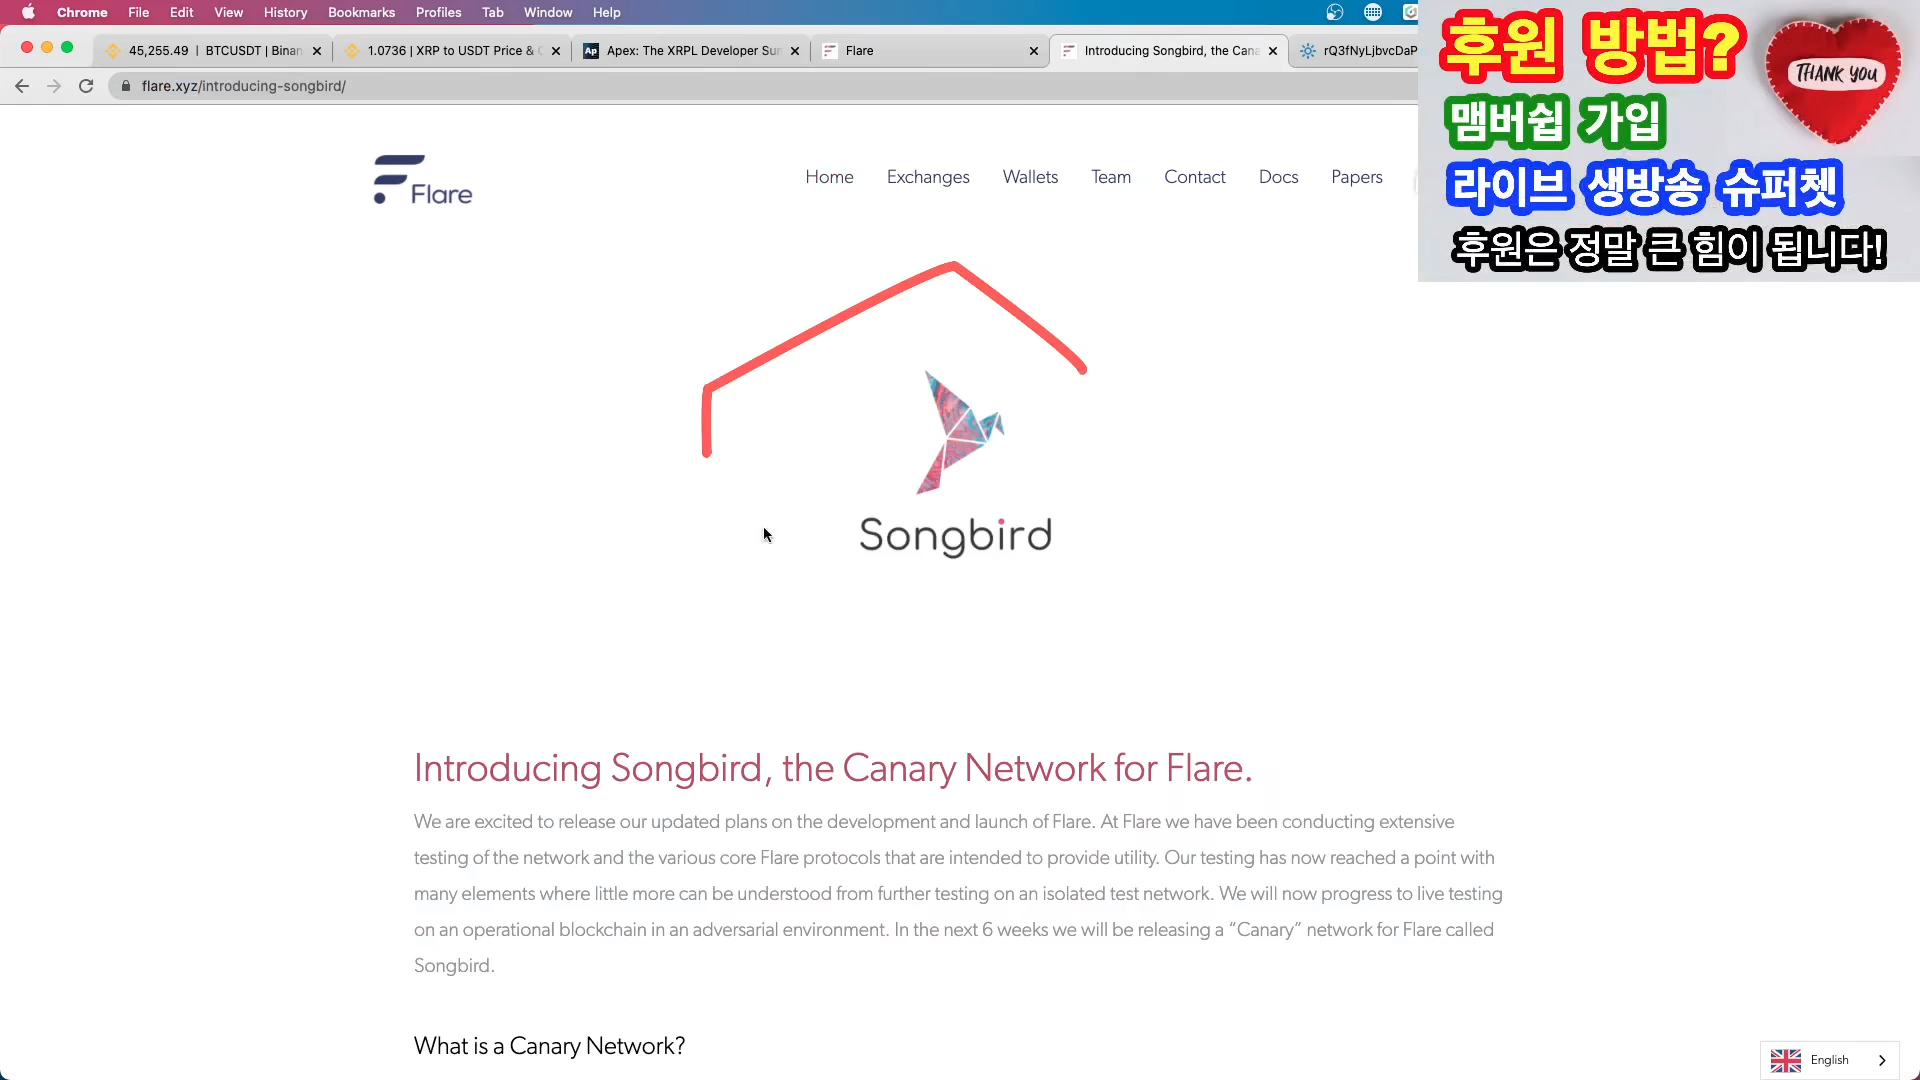 Chrome File Edit View History Bookmarks Profiles Tab Window Help
45,255.49 | BTCUSDT | Binan
1.0736 | XRP to USDT Price &
Ap Apex: The XRPL Developer Sum
Flare
Introducing Songbird, the Cana
rQ3fNyLjbvcDaP
flare.xyz/introducing-songbird/
후원 방법?
THANK YOU
맴버쉽 가입
라이브 생방송 슈퍼쳇
후원은 정말 큰 힘이 됩니다!
Flare
Home Exchanges Wallets Team Contact Docs Papers
Songbird
Introducing Songbird, the Canary Network for Flare.
We are excited to release our updated plans on the development and launch of Flare. At Flare we have been conducting extensive
testing of the network and the various core Flare protocols that are intended to provide utility. Our testing has now reached a point with
many elements where little more can be understood from further testing on an isolated test network. We will now progress to live testing
on an operational blockchain in an adversarial environment. In the next 6 weeks we will be releasing a “Canary” network for Flare called
Songbird.
What is a Canary Network?
English